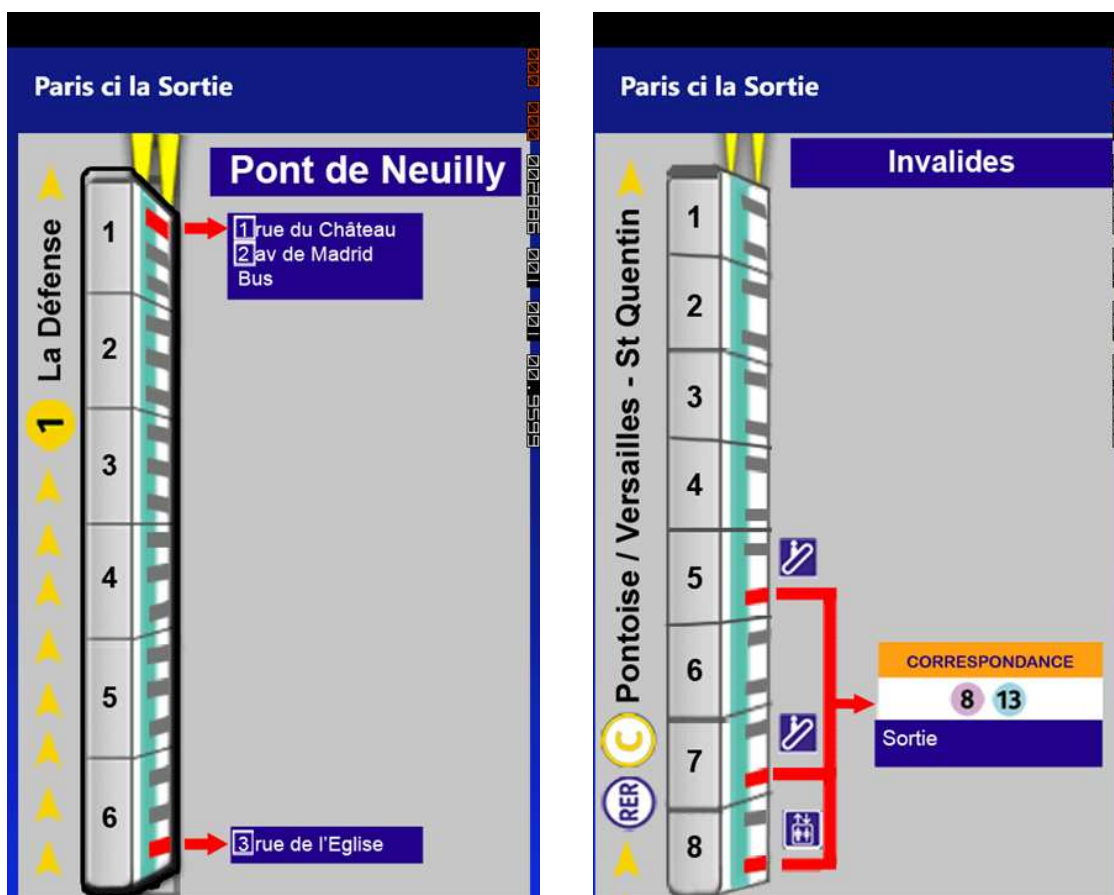 Paris ci la Sortie
Pont de Neuilly
1 rue du Château
2 av de Madrid
Bus
1 La Défense
1
2
3
4
5
6
3 rue de l'Eglise
Paris ci la Sortie
Invalides
RER C Pontoise / Versailles - St Quentin
1
2
3
4
5
6
7
8
CORRESPONDANCE
8 13
Sortie